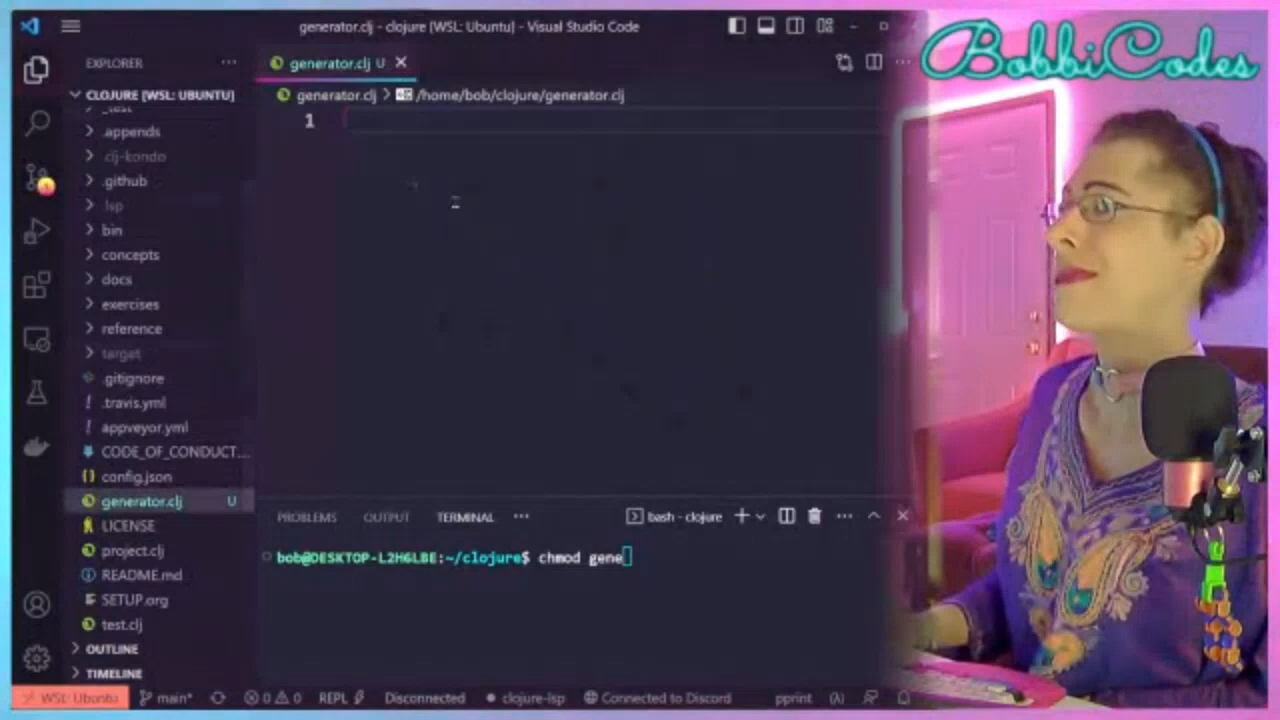 generator.clj - clojure [WSL: Ubuntu] - Visual Studio Code
BobbiCodes
EXPLORER
generator.clj U
CLOJURE [WSL: UBUNTU]
generator.clj > /home/bob/clojure/generator.clj
_test
1
.appends
.clj-kondo
.github
.lsp
bin
concepts
docs
exercises
reference
target
.gitignore
.travis.yml
appveyor.yml
CODE_OF_CONDUCT...
config.json
generator.clj U
LICENSE
project.clj
README.md
SETUP.org
test.clj
OUTLINE
TIMELINE
PROBLEMS OUTPUT TERMINAL ... bash - clojure
bob@DESKTOP-L2H6LBE:~/clojure$ chmod gene
WSL: Ubuntu main* 0 0 REPL Disconnected clojure-lsp Connected to Discord pprint (λ)